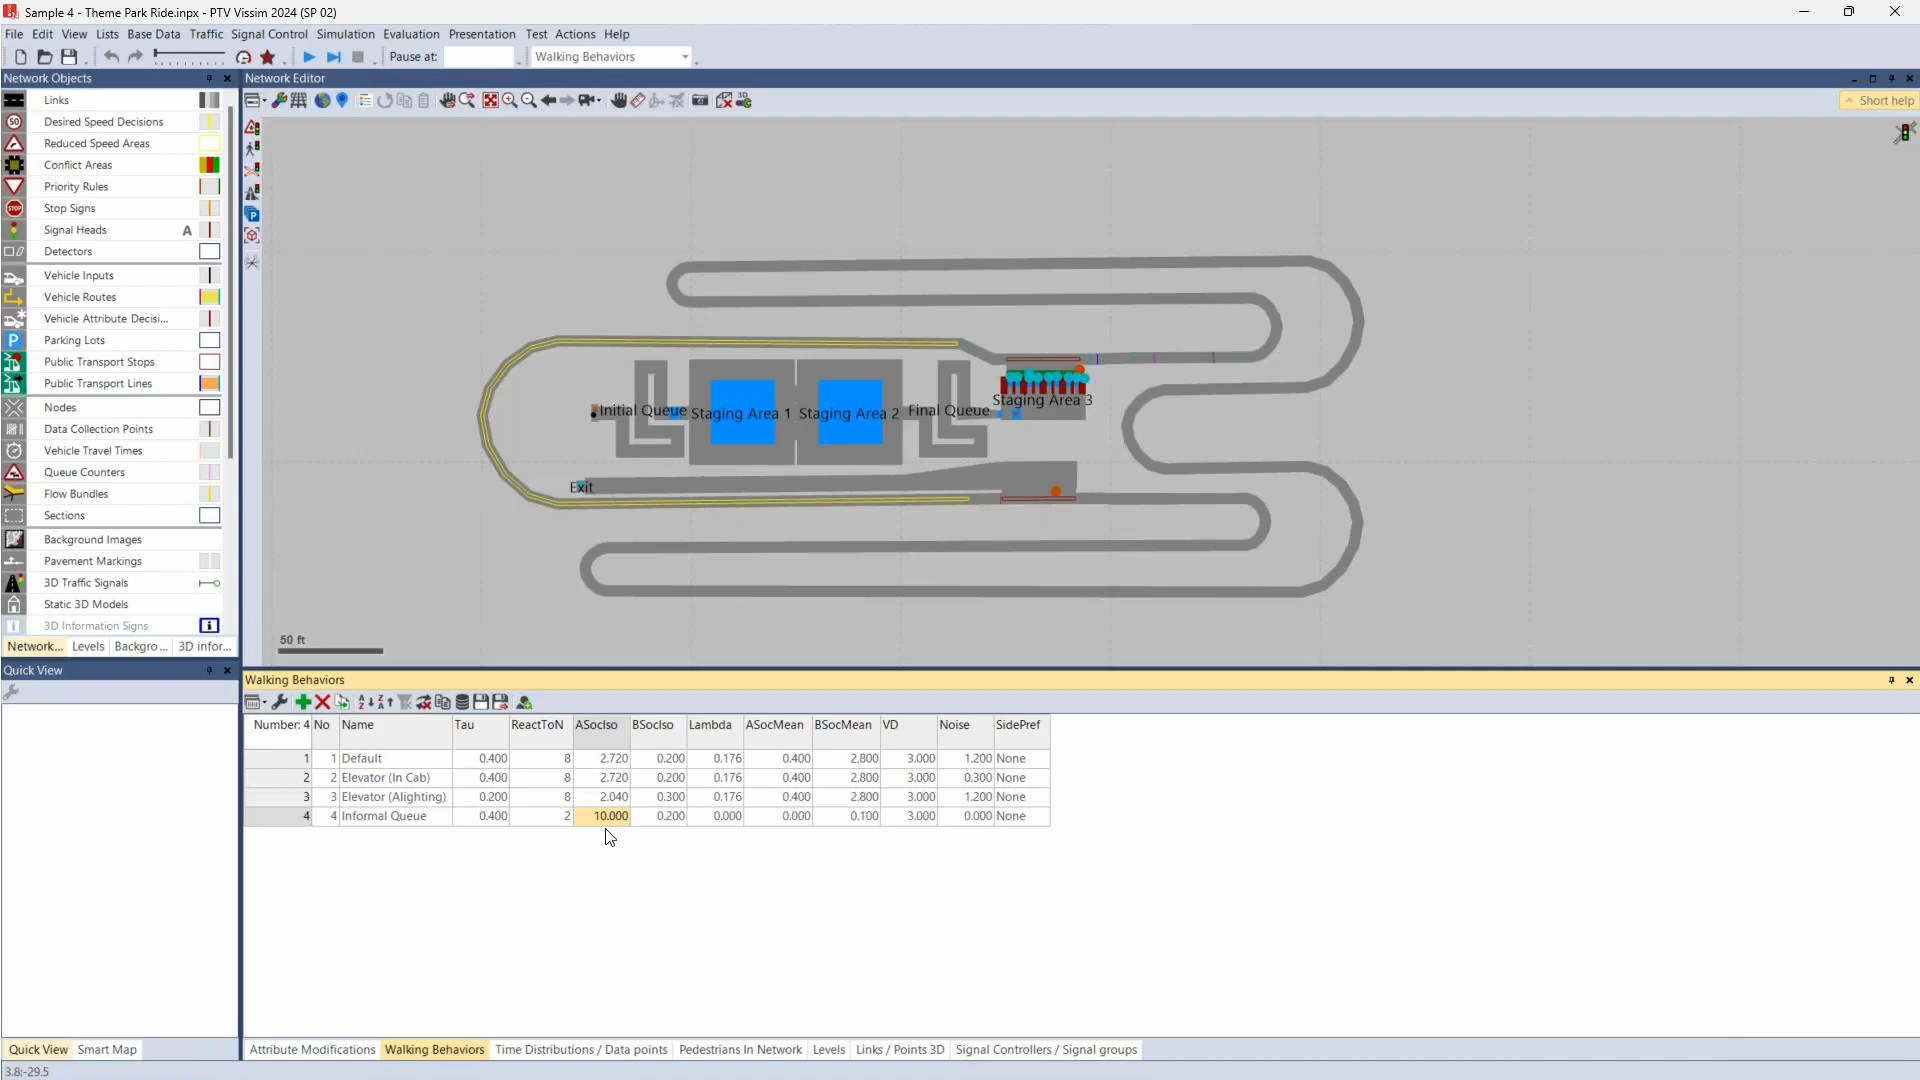 Sample 4 - Theme Park Ride.inpx - PTV Vissim 2024 (SP 02)
File Edit View Lists Base Data Traffic Signal Control Simulation Evaluation Presentation Test Actions Help
Pause at: Walking Behaviors
Network Objects
Network Editor
Short help
Links
50 Desired Speed Decisions
Reduced Speed Areas
Conflict Areas
Priority Rules
STOP Stop Signs
Signal Heads A
Detectors
Vehicle Inputs
Vehicle Routes
Vehicle Attribute Decisi...
P Parking Lots
Public Transport Stops
Public Transport Lines
Nodes
Data Collection Points
Vehicle Travel Times
Queue Counters
Flow Bundles
Sections
Background Images
Pavement Markings
3D Traffic Signals
Static 3D Models
3D Information Signs
Network... Levels Backgro... 3D infor...
Staging Area 3
Initial Queue Staging Area 1 Staging Area 2 Final Queue
Exit
50 ft
Quick View
Walking Behaviors
Number: 4 No Name Tau ReactToN ASocIso BSocIso Lambda ASocMean BSocMean VD Noise SidePref
1 1 Default 0.400 8 2.720 0.200 0.176 0.400 2.800 3.000 1.200 None
2 2 Elevator (In Cab) 0.400 8 2.720 0.200 0.176 0.400 2.800 3.000 0.300 None
3 3 Elevator (Alighting) 0.200 8 2.040 0.300 0.176 0.400 2.800 3.000 1.200 None
4 4 Informal Queue 0.400 2 10.000 0.200 0.000 0.000 0.100 3.000 0.000 None
Quick View Smart Map
Attribute Modifications Walking Behaviors Time Distributions / Data points Pedestrians In Network Levels Links / Points 3D Signal Controllers / Signal groups
3.8:-29.5